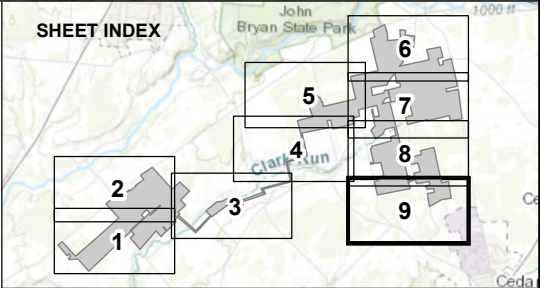 SHEET INDEX
John
Bryan State Park
1000 ft
6
5
7
4
Clark Run
8
2
3
9
1
Ce
Ceda